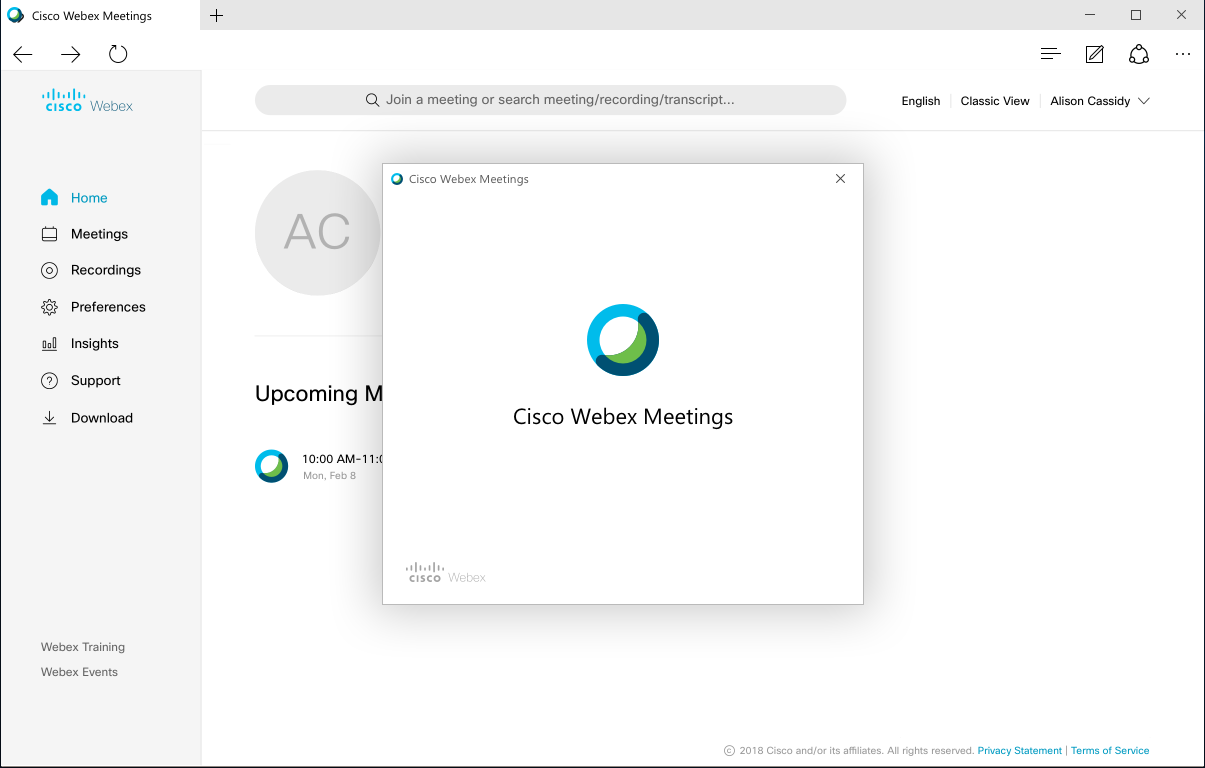 Cisco Webex Meetings
CISCO Webex
Join a meeting or search meeting/recording/transcript...
English
Classic View
Alison Cassidy
Home
Meetings
Recordings
Preferences
Insights
Support
Download
Webex Training
Webex Events
AC
Upcoming M
10:00 AM-11:0
Mon, Feb 8
Cisco Webex Meetings
Cisco Webex Meetings
CISCO Webex
© 2018 Cisco and/or its affiliates. All rights reserved. Privacy Statement | Terms of Service